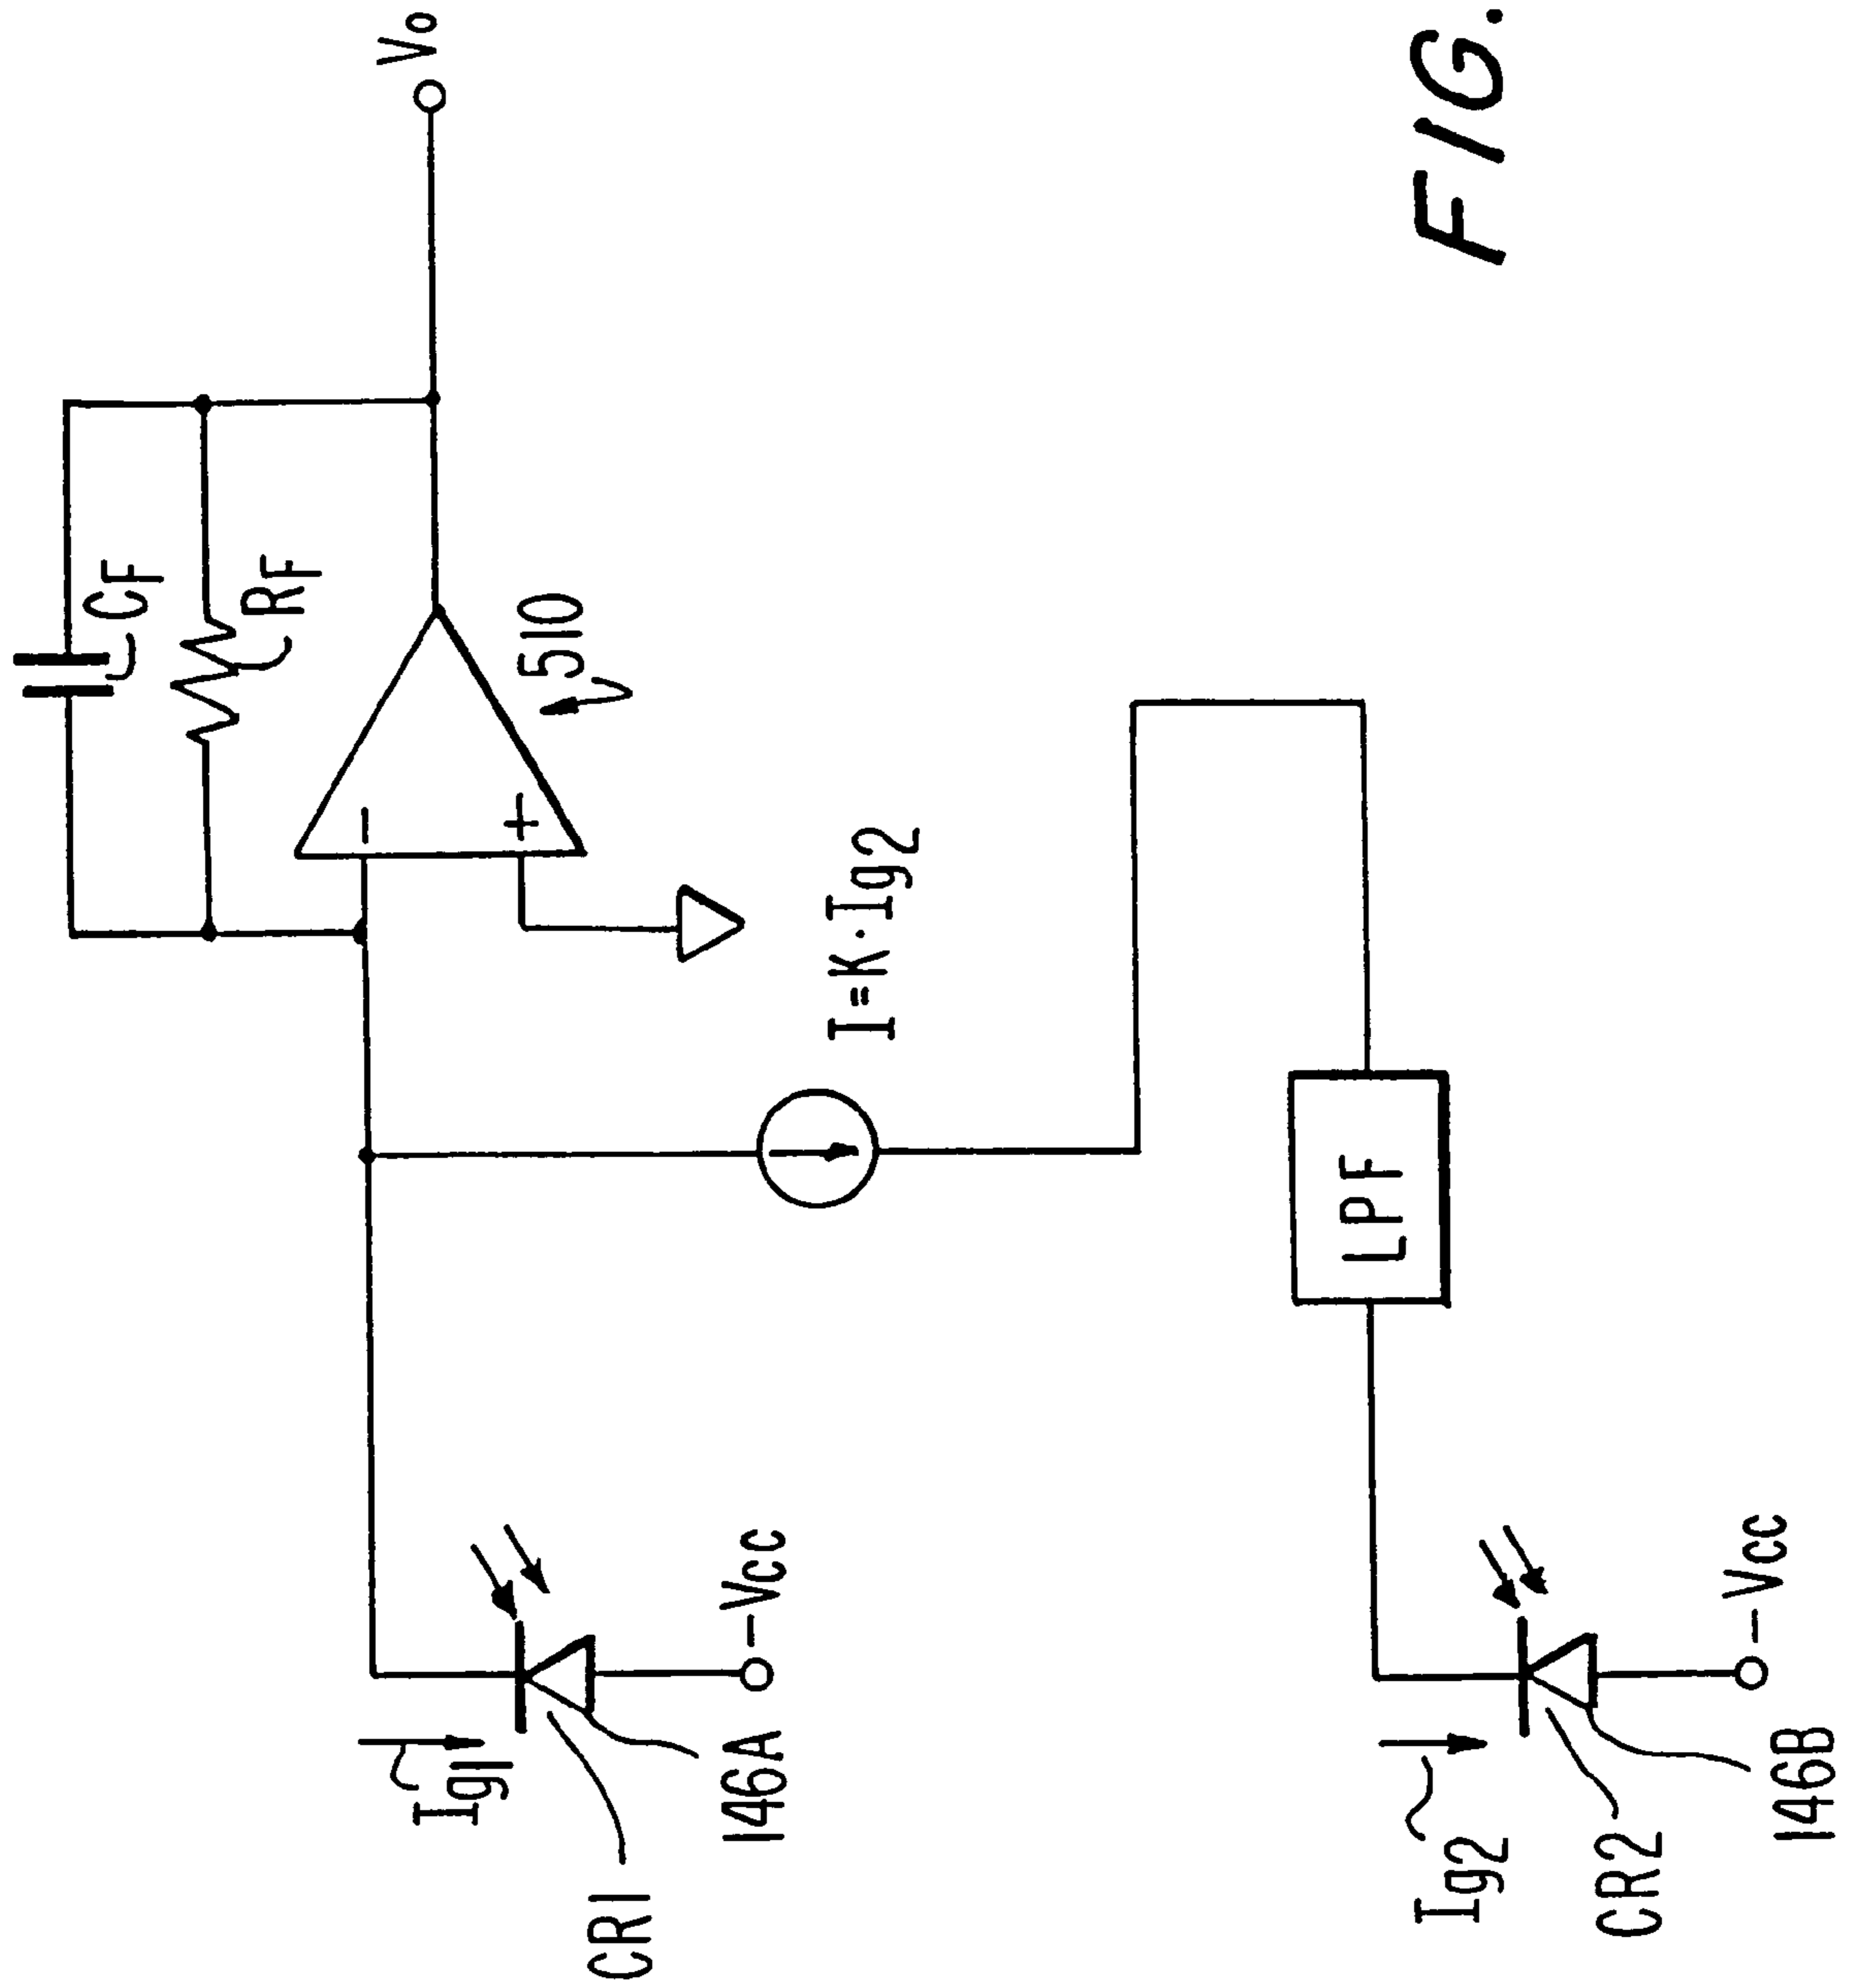 CF
RF
Vo
−
+
510
I=K·Ig2
Ig1
CR1
146A
−Vcc
LPF
Ig2
CR2
146B
−Vcc
FIG.